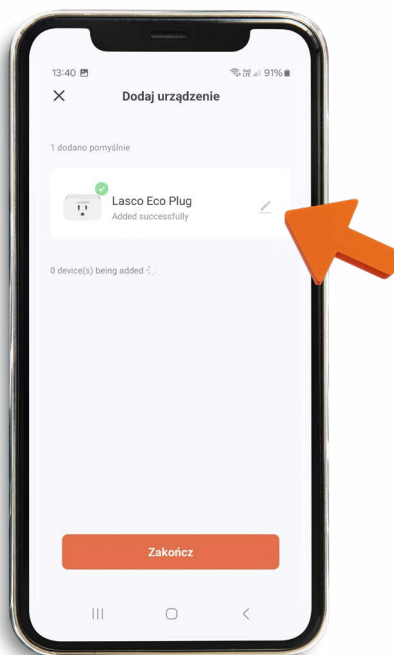 13:40
91%
Dodaj urządzenie
1 dodano pomyślnie
Lasco Eco Plug
Added successfully
0 device(s) being added
Zakończ